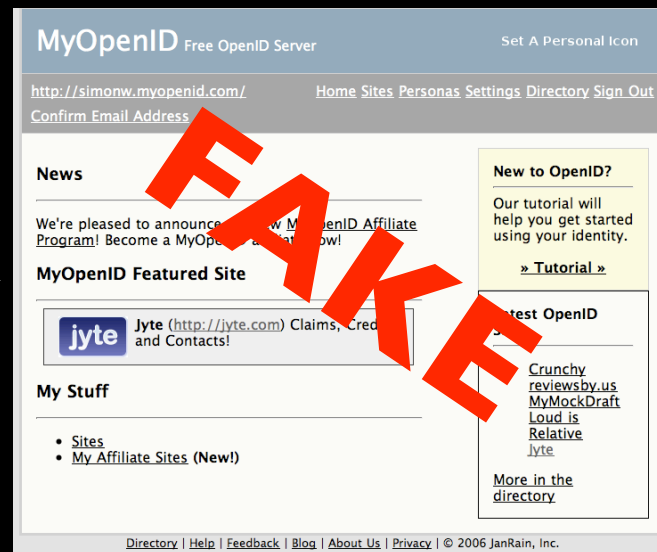 MyOpenID Free OpenID Server
Set A Personal Icon
http://simonw.myopenid.com/
Home Sites Personas Settings Directory Sign Out
Confirm Email Address
FAKE
News
We're pleased to announce MyOpenID Affiliate
Program! Become a MyOpenID now!
MyOpenID Featured Site
jyte
Jyte (http://jyte.com) Claims, Cred
and Contacts!
My Stuff
• Sites
• My Affiliate Sites (New!)
New to OpenID?
Our tutorial will
help you get started
using your identity.
» Tutorial »
Latest OpenID
Crunchy
reviewsby.us
MyMockDraft
Loud is
Relative
Jyte
More in the
directory
Directory | Help | Feedback | Blog | About Us | Privacy | © 2006 JanRain, Inc.